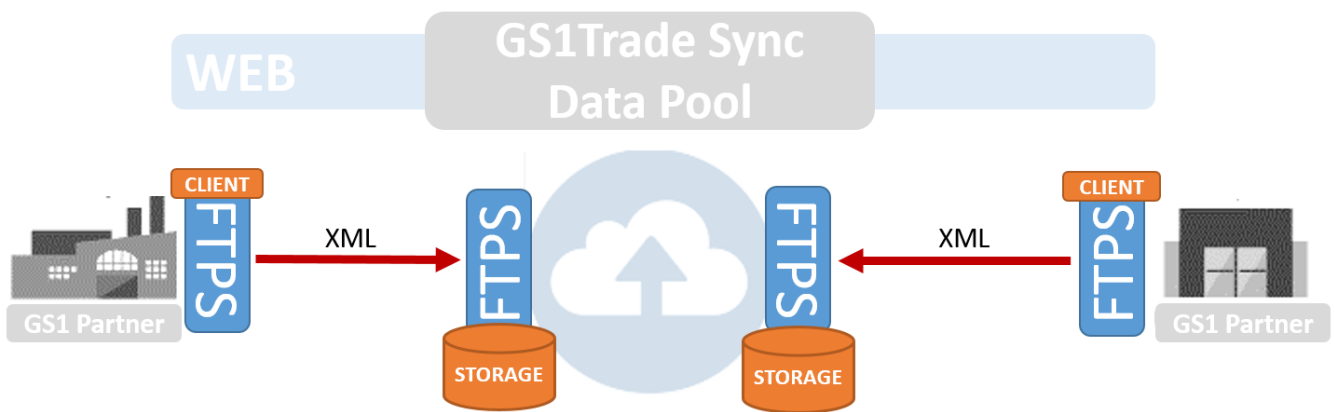 GS1Trade Sync
Data Pool
WEB
CLIENT
FTPS
GS1 Partner
XML
FTPS
STORAGE
FTPS
STORAGE
XML
CLIENT
FTPS
GS1 Partner